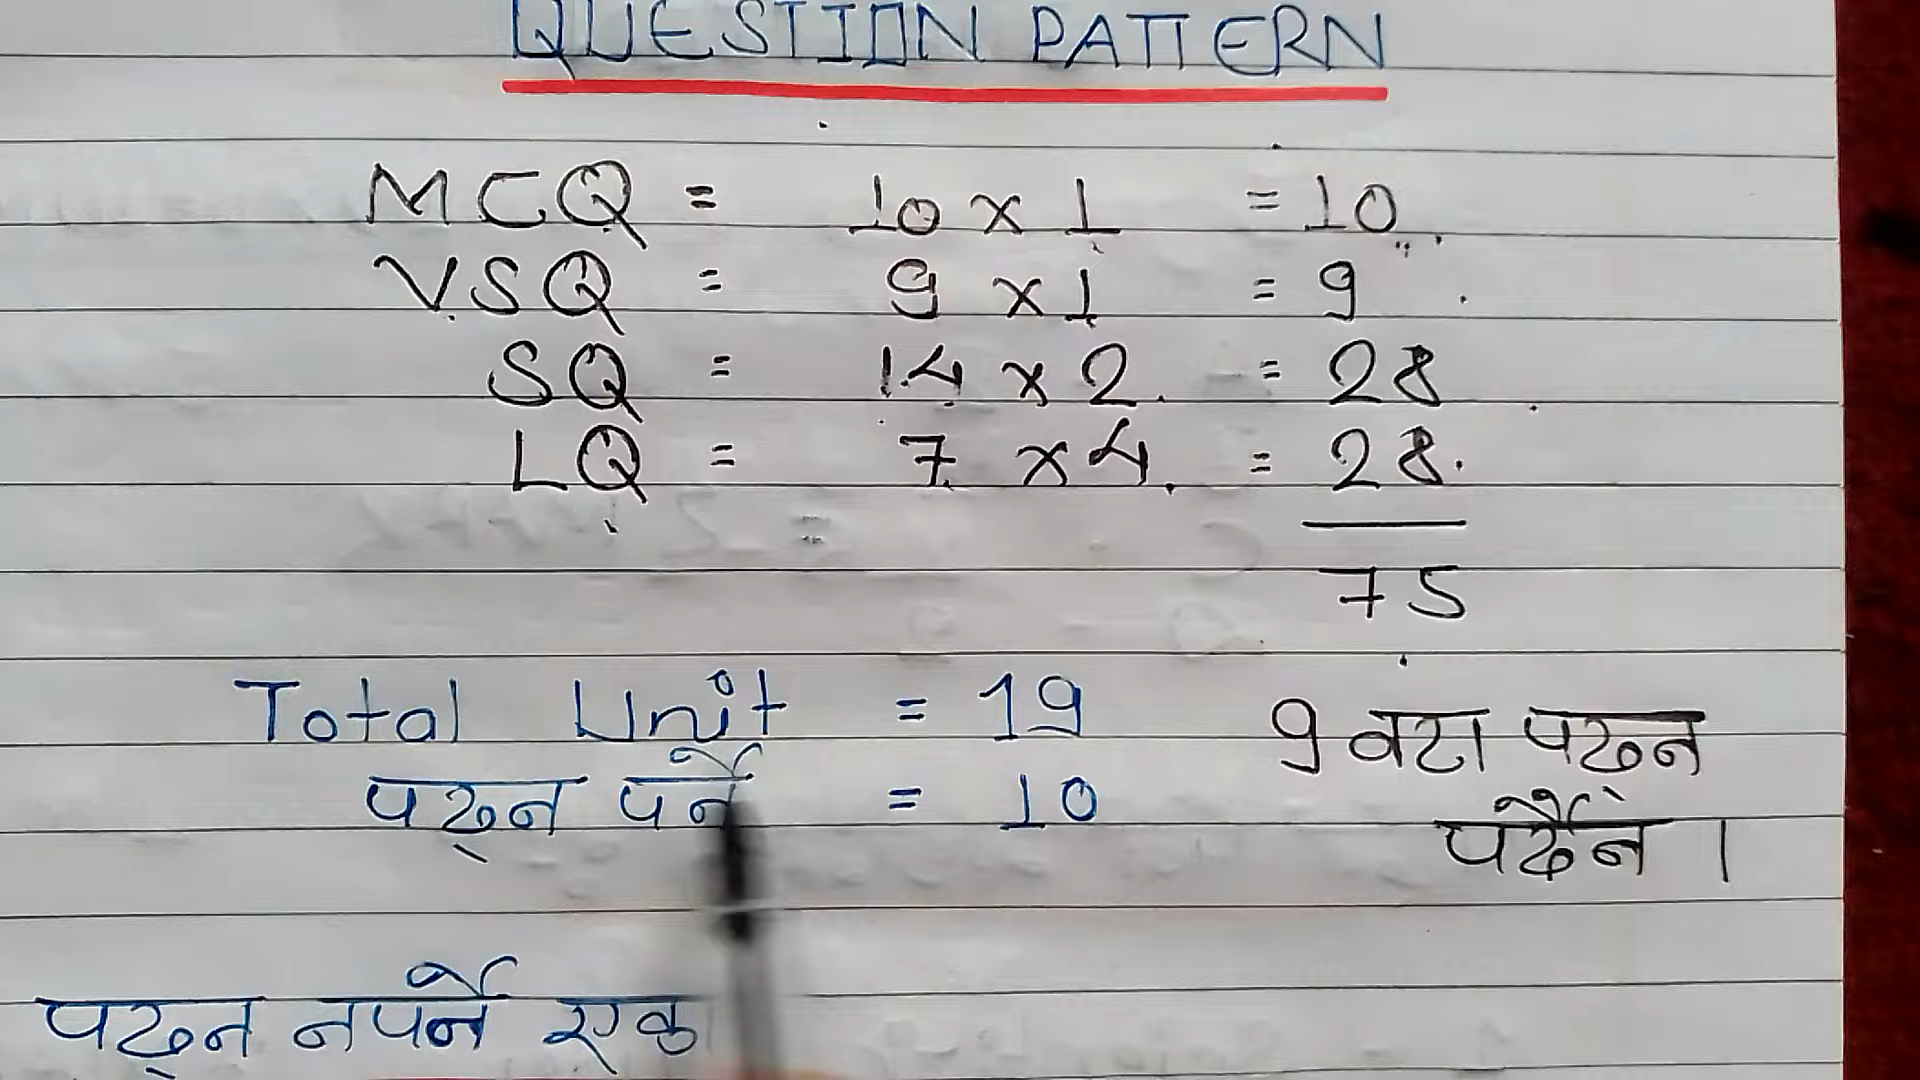 QUESTION PATTERN
MCQ = 10 x 1 = 10
VSQ = 9 x 1 = 9
SQ = 14 x 2 = 28
LQ = 7 x 4 = 28
75
Total Unit = 19
पढ्न पर्ने = 10
9 वटा पढ्न
पर्दैन ।
पढ्न नपर्ने एक